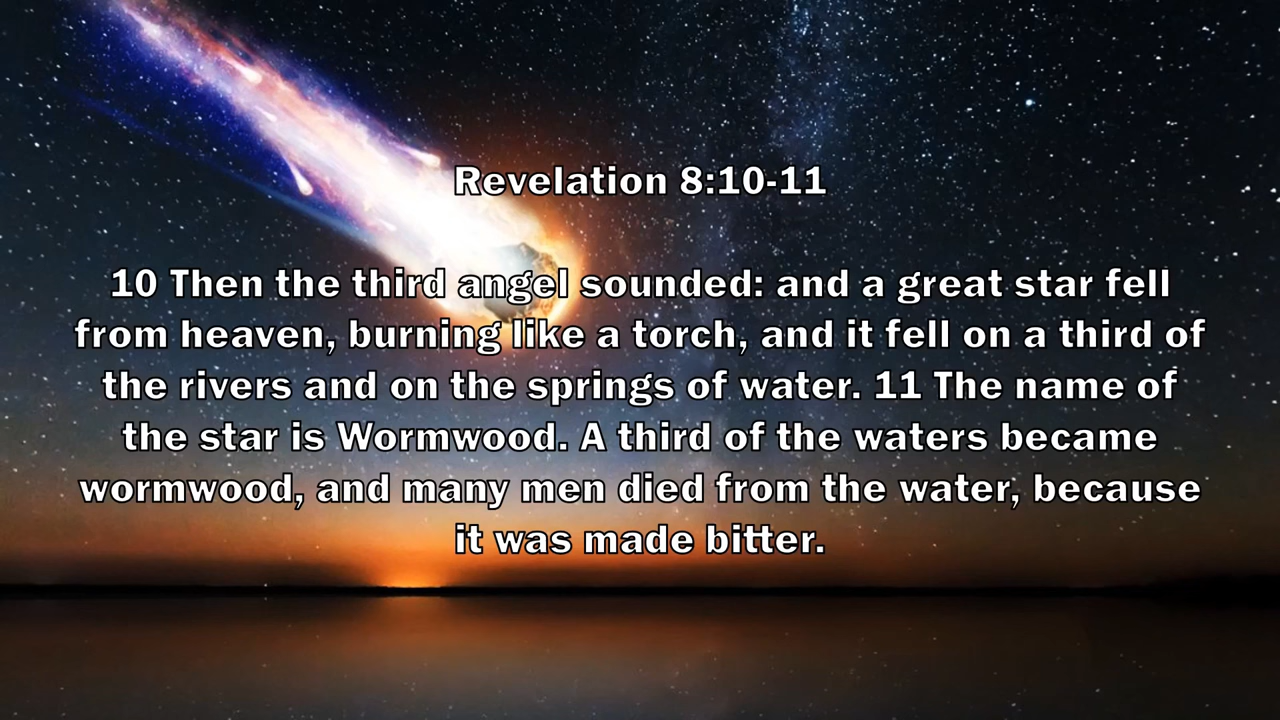 Revelation 8:10-11
10 Then the third angel sounded: and a great star fell
from heaven, burning like a torch, and it fell on a third of
the rivers and on the springs of water. 11 The name of
the star is Wormwood. A third of the waters became
wormwood, and many men died from the water, because
it was made bitter.